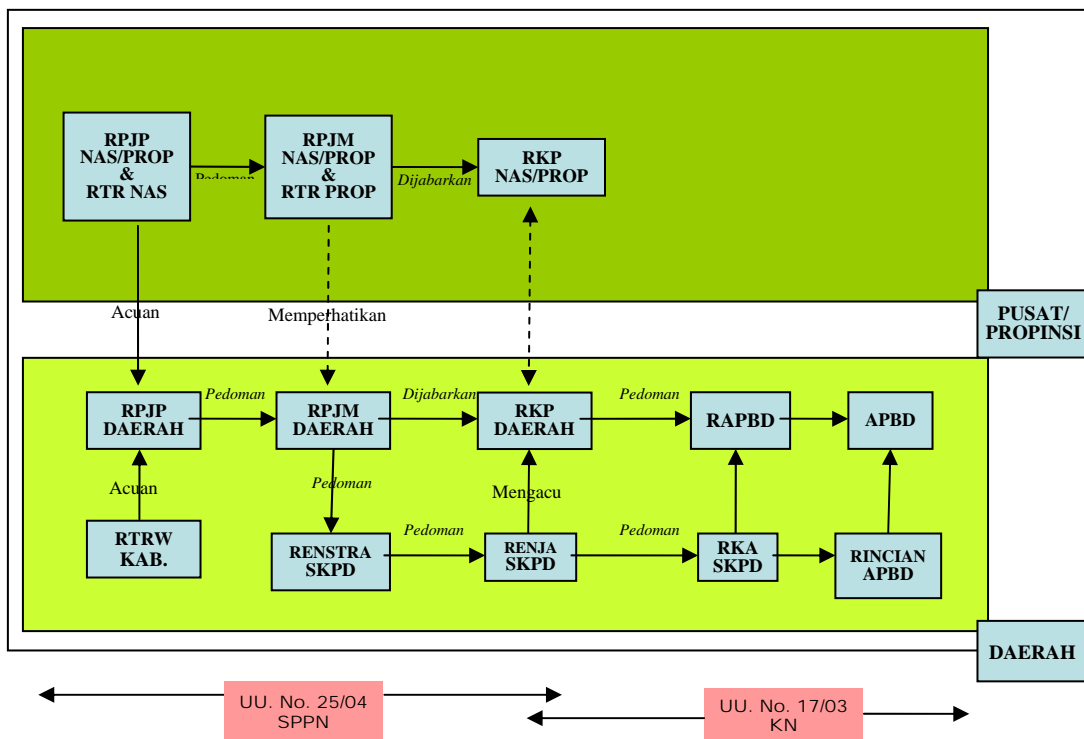 RPJP
NAS/PROP
&
RTR NAS
Pedoman
RPJM
NAS/PROP
&
RTR PROP
Dijabarkan
RKP
NAS/PROP
Acuan
Memperhatikan
PUSAT/
PROPINSI
RPJP
DAERAH
Pedoman
RPJM
DAERAH
Dijabarkan
RKP
DAERAH
Pedoman
RAPBD
APBD
Acuan
Pedoman
Mengacu
RTRW
KAB.
RENSTRA
SKPD
Pedoman
RENJA
SKPD
Pedoman
RKA
SKPD
RINCIAN
APBD
DAERAH
UU. No. 25/04
SPPN
UU. No. 17/03
KN